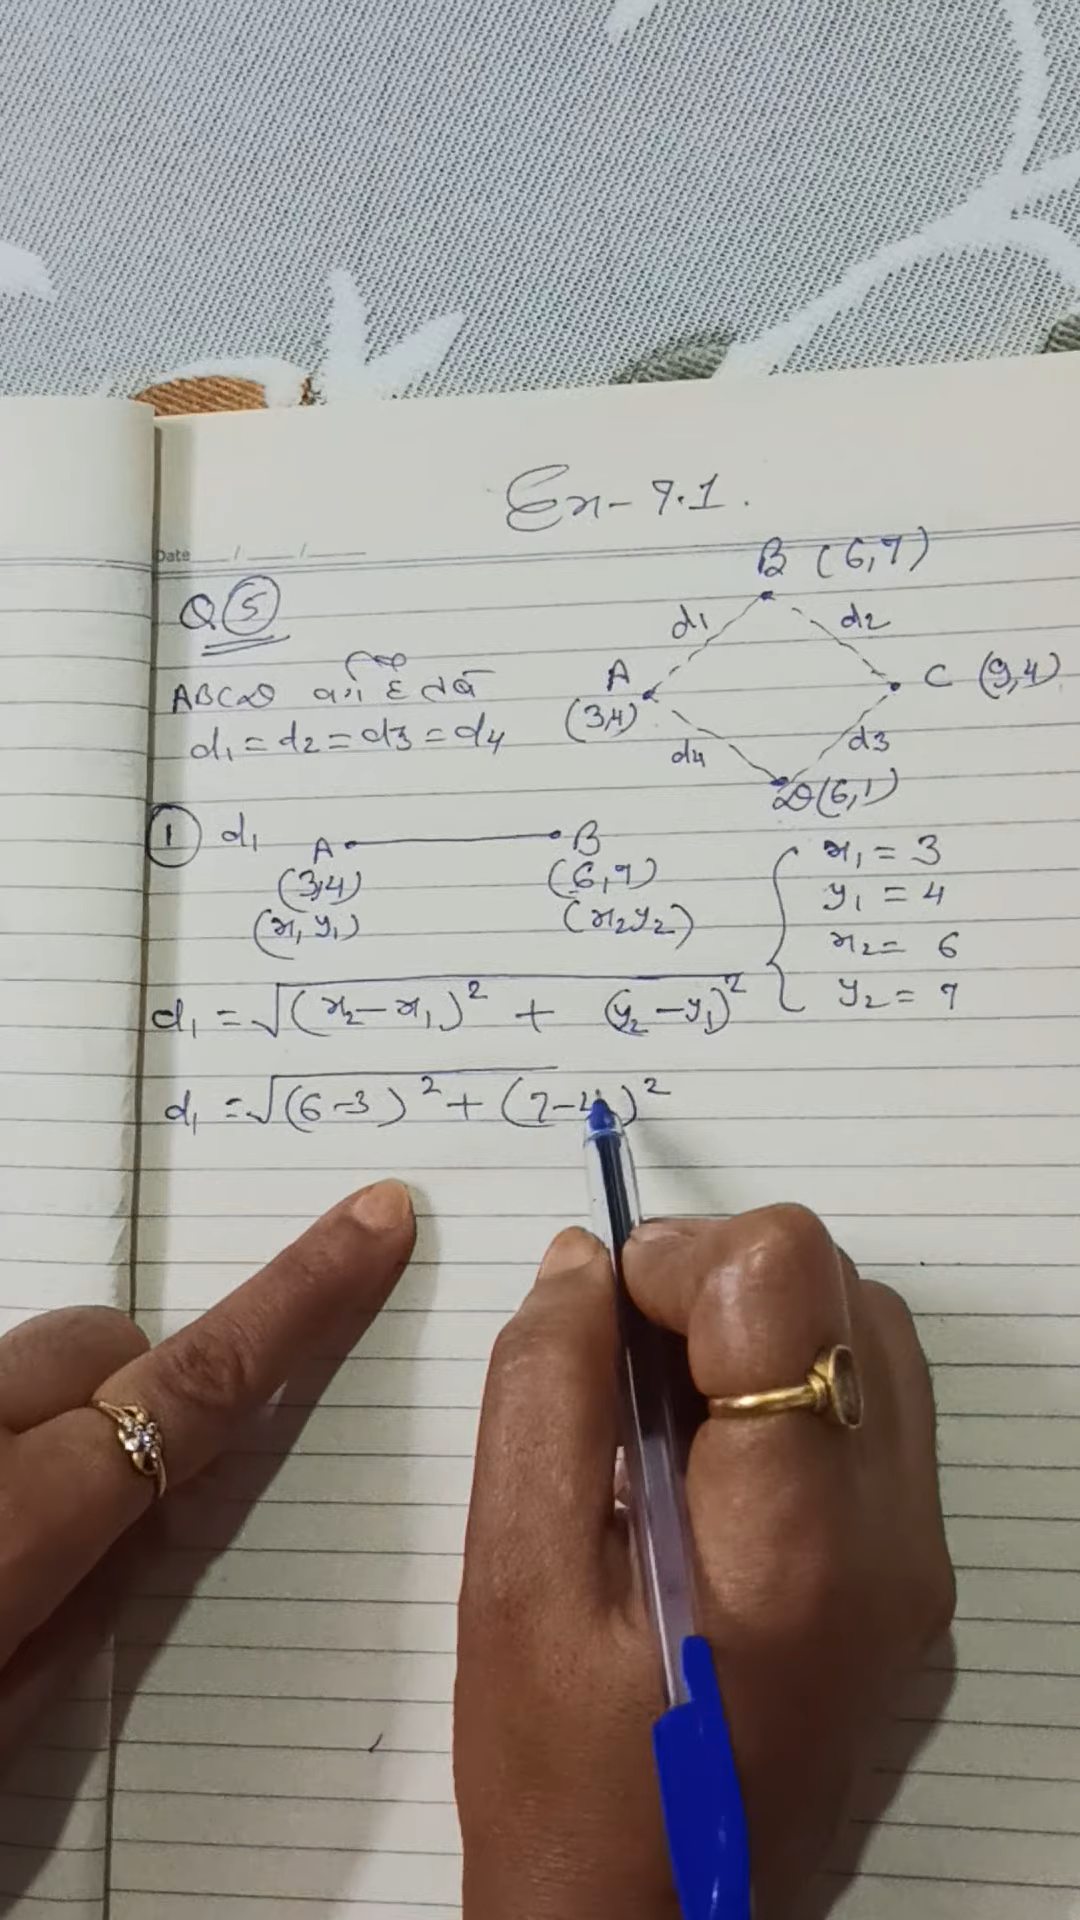 Ex-7.1.
Date / /
Q 5
B (6,7)
d1 d2
A C (9,4)
(3,4)
d4 d3
D(6,1)
ABCD वर्ग है तब
d1 = d2 = d3 = d4
1 d1 A B
(3,4) (6,7)
(x1 y1) (x2 y2)
x1 = 3
y1 = 4
x2 = 6
y2 = 7
d1 = √(x2 - x1)² + (y2 - y1)²
d1 = √(6-3)² + (7-4)²